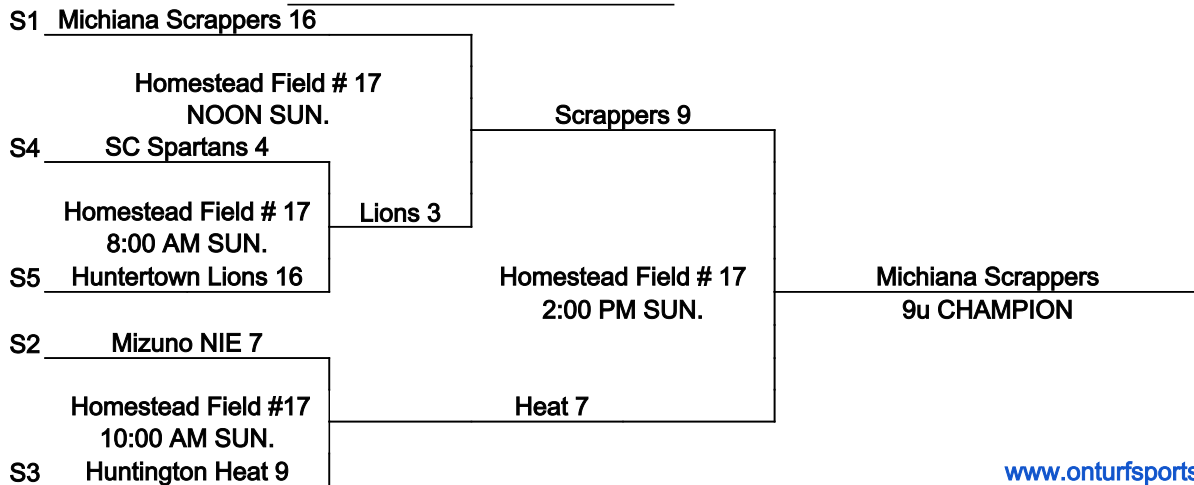 S1 Michiana Scrappers 16
Homestead Field # 17
NOON SUN.
Scrappers 9
S4 SC Spartans 4
Homestead Field # 17
8:00 AM SUN.
Lions 3
S5 Huntertown Lions 16
Homestead Field # 17
2:00 PM SUN.
Michiana Scrappers
9u CHAMPION
S2 Mizuno NIE 7
Homestead Field #17
10:00 AM SUN.
Heat 7
S3 Huntington Heat 9
www.onturfsports